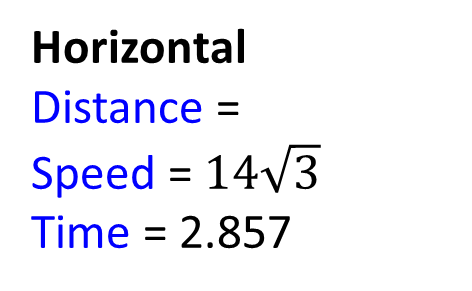 Horizontal
Distance =
Speed = 14√3
Time = 2.857